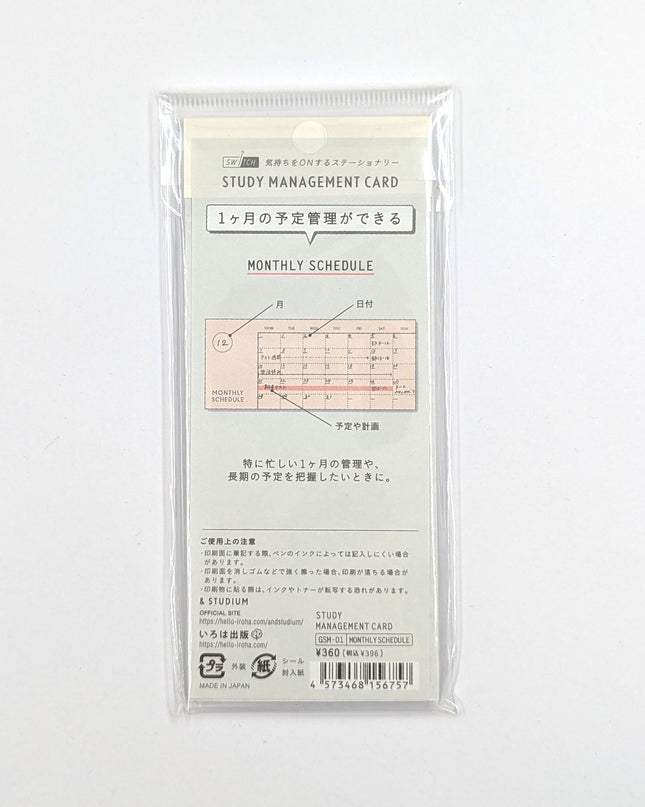 SWITCH 気持ちをONするステーショナリー
STUDY MANAGEMENT CARD
1ヶ月の予定管理ができる
MONTHLY SCHEDULE
月
日付
MON TUE WED THU FRI SAT SUN
12
MONTHLY
SCHEDULE
予定や計画
特に忙しい1ヶ月の管理や、
長期の予定を把握したいときに。
ご使用上の注意
・印刷面に筆記する際、ペンのインクによっては記入しにくい場合
があります。
・印刷面を消しゴムなどで強く擦った場合、印刷が落ちる場合が
あります。
・印刷物に貼る際は、インクやトナーが転写する恐れがあります。
& STUDIUM
OFFICIAL SITE
https://hello-iroha.com/andstudium/
いろは出版
https://hello-iroha.com/
プラ 外装 紙 シール
封入紙
MADE IN JAPAN
STUDY
MANAGEMENT CARD
GSM-01 MONTHLY SCHEDULE
¥360(税込¥396)
4 573468 156757